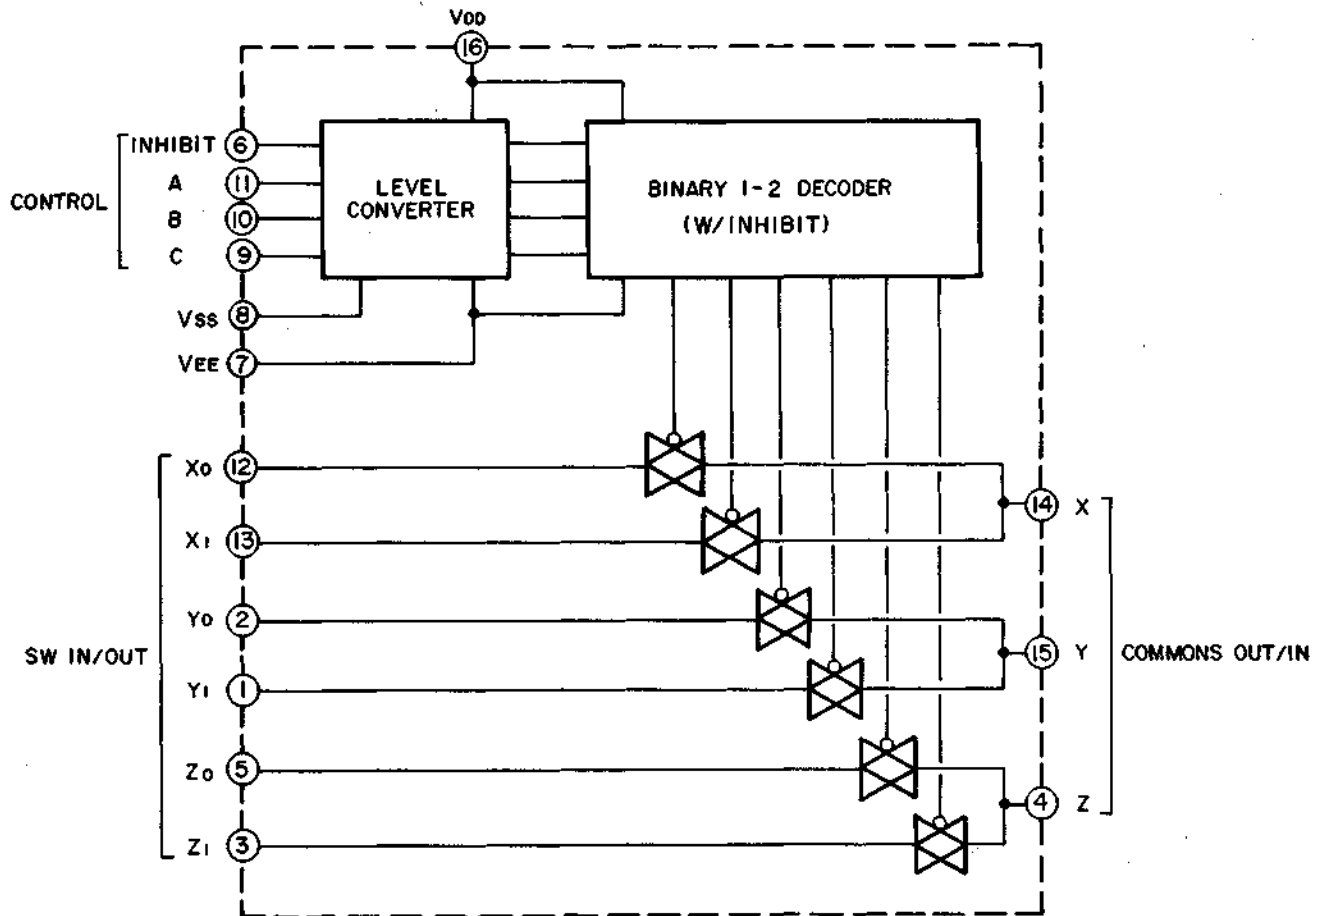 VDD
16
INHIBIT 6
A 11
CONTROL
B 10
C 9
LEVEL
CONVERTER
BINARY 1-2 DECODER
(W/INHIBIT)
VSS 8
VEE 7
X0 12
14 X
X1 13
Y0 2
SW IN/OUT
15 Y COMMONS OUT/IN
Y1 1
Z0 5
4 Z
Z1 3